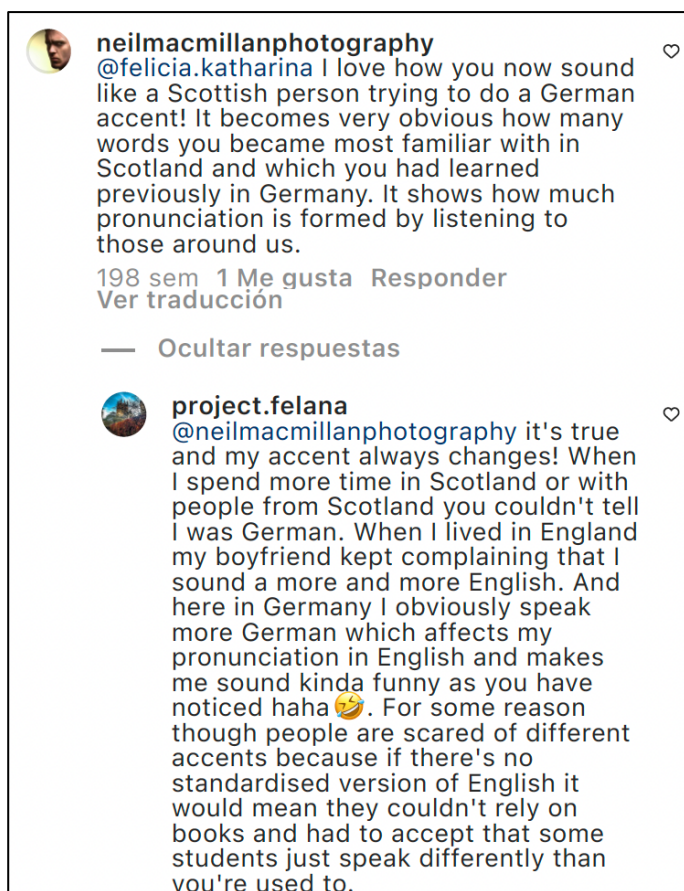 neilmacmillanphotography
@felicia.katharina I love how you now sound
like a Scottish person trying to do a German
accent! It becomes very obvious how many
words you became most familiar with in
Scotland and which you had learned
previously in Germany. It shows how much
pronunciation is formed by listening to
those around us.
198 sem 1 Me gusta Responder
Ver traducción
Ocultar respuestas
project.felana
@neilmacmillanphotography it's true
and my accent always changes! When
I spend more time in Scotland or with
people from Scotland you couldn't tell
I was German. When I lived in England
my boyfriend kept complaining that I
sound a more and more English. And
here in Germany I obviously speak
more German which affects my
pronunciation in English and makes
me sound kinda funny as you have
noticed haha🤣. For some reason
though people are scared of different
accents because if there's no
standardised version of English it
would mean they couldn't rely on
books and had to accept that some
students just speak differently than
you're used to.